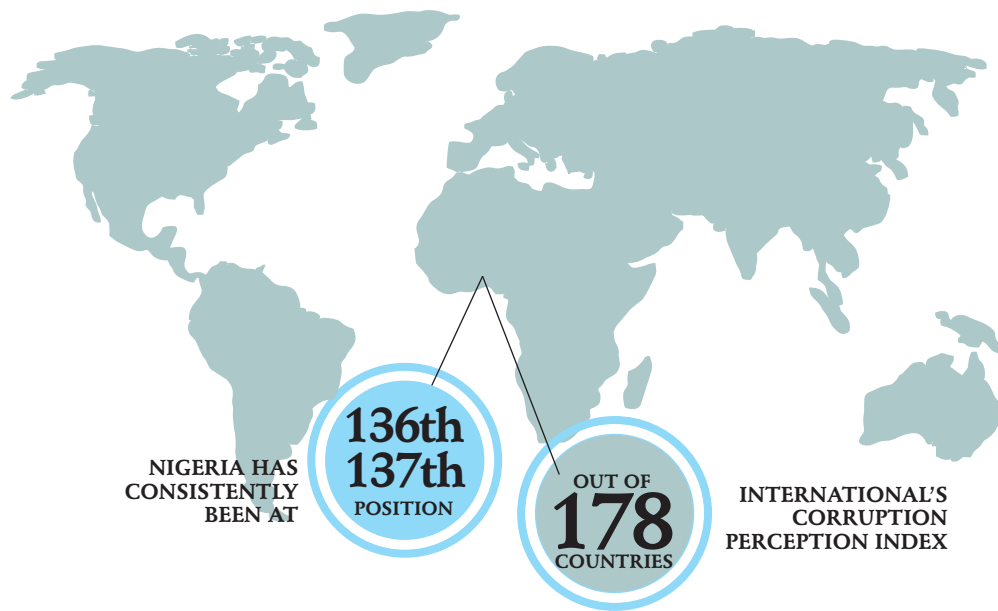 NIGERIA HAS
CONSISTENTLY
BEEN AT
136th
137th
POSITION
OUT OF
178
COUNTRIES
INTERNATIONAL'S
CORRUPTION
PERCEPTION INDEX